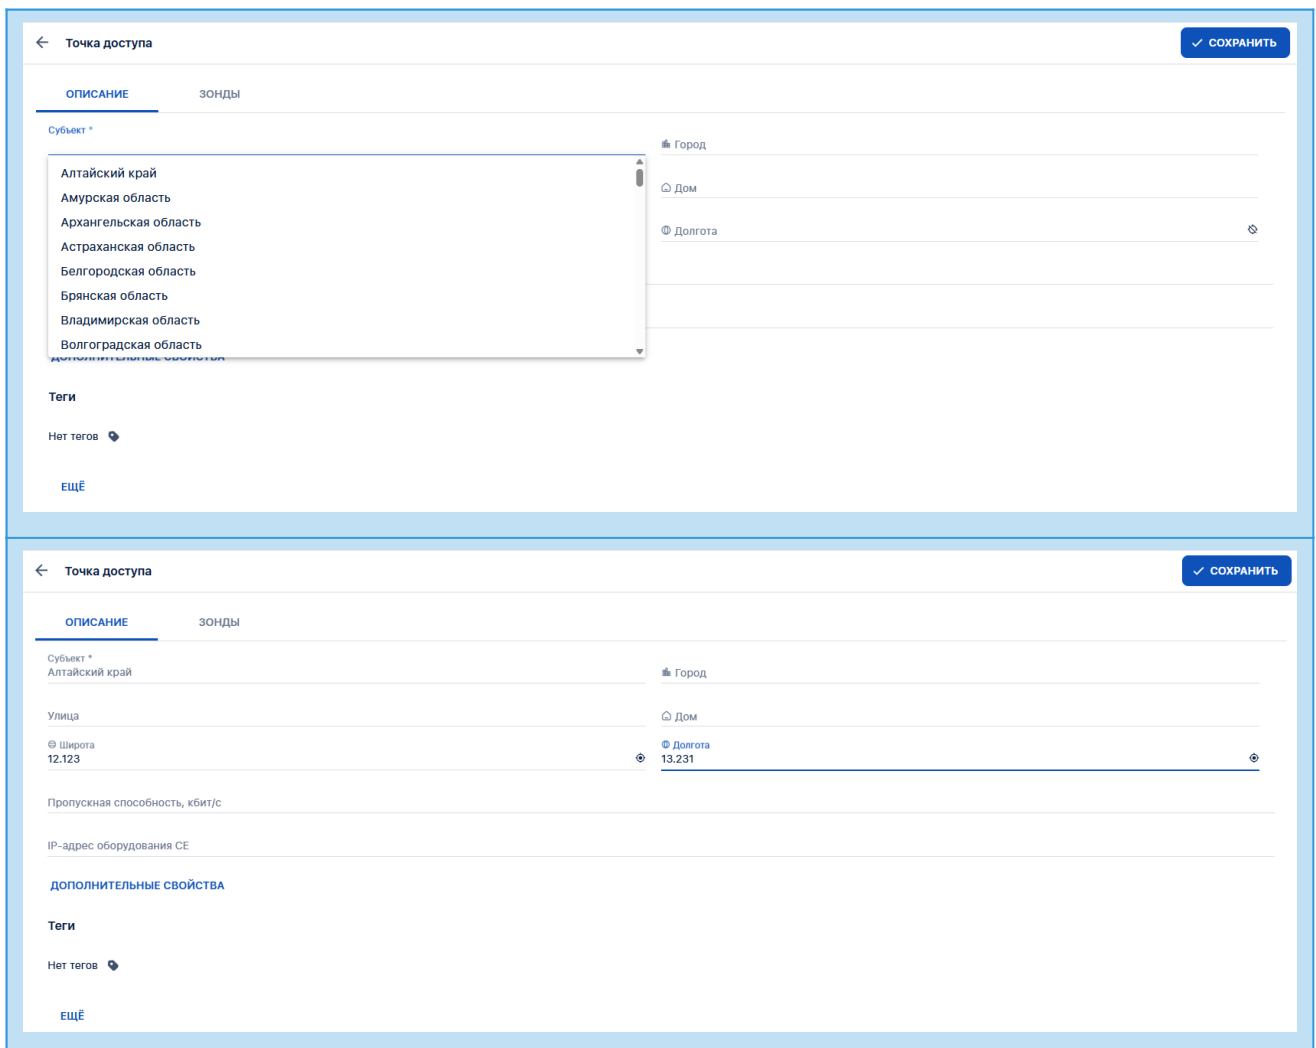 Точка доступа
СОХРАНИТЬ
ОПИСАНИЕ ЗОНДЫ
Субъект *
Город
Алтайский край
Амурская область
Дом
Архангельская область
Долгота
Астраханская область
Белгородская область
Брянская область
Владимирская область
Волгоградская область
ДОПОЛНИТЕЛЬНЫЕ СВОЙСТВА
Теги
Нет тегов
ЕЩЁ
Точка доступа
СОХРАНИТЬ
ОПИСАНИЕ ЗОНДЫ
Субъект *
Алтайский край
Город
Улица
Дом
Широта
12.123
Долгота
13.231
Пропускная способность, кбит/с
IP-адрес оборудования CE
ДОПОЛНИТЕЛЬНЫЕ СВОЙСТВА
Теги
Нет тегов
ЕЩЁ